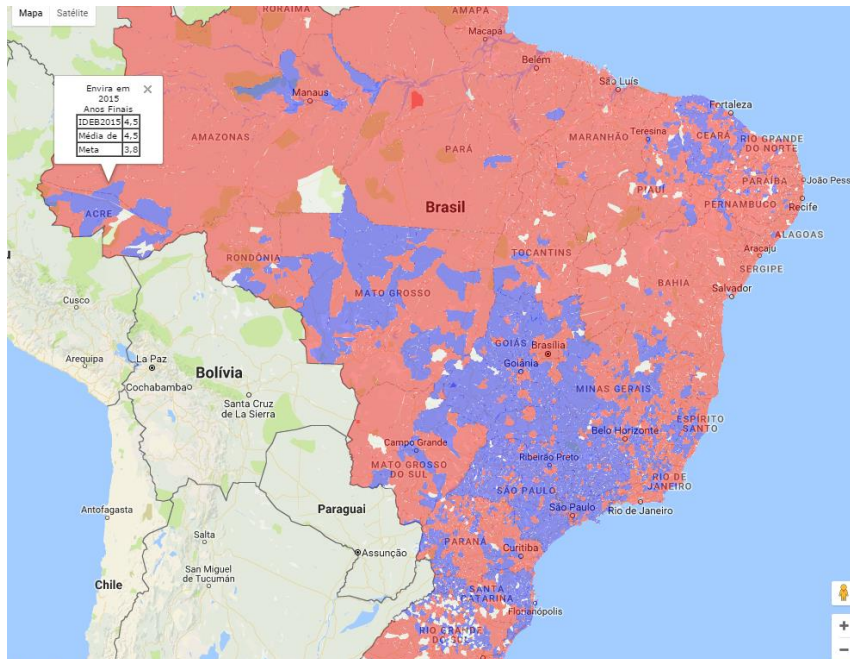 Mapa Satélite
RORAIMA
AMAPÁ
Macapá
Belém
São Luís
Fortaleza
Envira em
2015
Anos Finais
IDEB2015 4,5
Média de 4,5
Meta 3,8
Manaus
AMAZONAS
PARÁ
MARANHÃO
Teresina
CEARÁ
RIO GRANDE
DO NORTE
PARAÍBA
João Pess
PIAUÍ
PERNAMBUCO
Recife
ACRE
Brasil
ALAGOAS
Aracaju
SERGIPE
RONDÔNIA
TOCANTINS
MATO GROSSO
BAHIA
Salvador
Cusco
GOIÁS
Brasília
Goiânia
Arequipa
La Paz
Bolívia
Cochabamba
Santa Cruz
de La Sierra
MINAS GERAIS
ESPÍRITO
SANTO
Belo Horizonte
Campo Grande
MATO GROSSO
DO SUL
Ribeirão Preto
SÃO PAULO
RIO DE
JANEIRO
São Paulo
Rio de Janeiro
Antofagasta
Paraguai
Salta
Assunção
PARANÁ
Curitiba
San Miguel
de Tucumán
Chile
SANTA
CATARINA
Florianópolis
RIO GRANDE
DO SUL